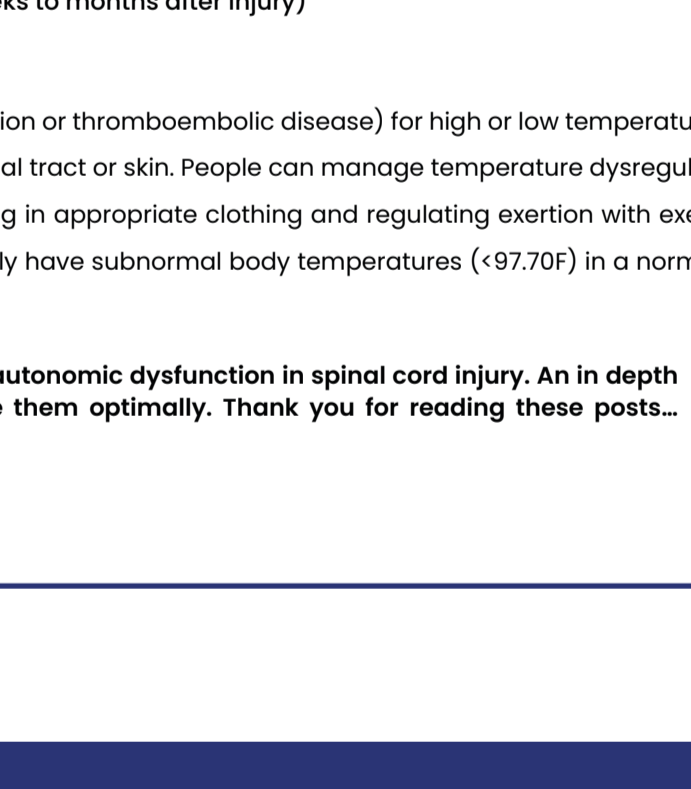 to months after injury)
ion or thromboembolic disease) for high or low temperatu
al tract or skin. People can manage temperature dysregul
g in appropriate clothing and regulating exertion with exe
ly have subnormal body temperatures (<97.70F) in a norm
autonomic dysfunction in spinal cord injury. An in depth
them optimally. Thank you for reading these posts...